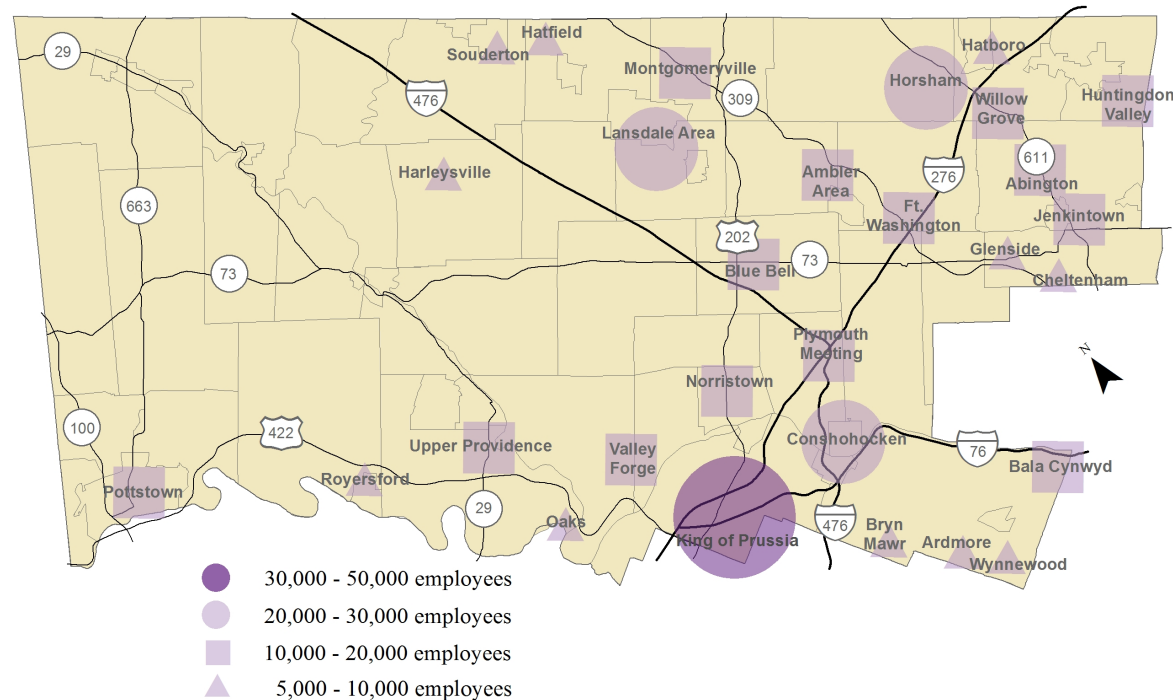 Hatfield
Souderton
29
Hatboro
Montgomeryville
Horsham
476
309
Willow
Grove
Huntingdon
Valley
Lansdale Area
611
Harleysville
Ambler
Area
276
Abington
663
Ft.
Washington
Jenkintown
202
Glenside
73
Blue Bell
73
Cheltenham
Plymouth
Meeting
N
Norristown
100
422
Upper Providence
Valley
Forge
Conshohocken
76
Bala Cynwyd
Pottstown
Royersford
29
Oaks
476
Bryn
Mawr
King of Prussia
Ardmore
Wynnewood
30,000 - 50,000 employees
20,000 - 30,000 employees
10,000 - 20,000 employees
5,000 - 10,000 employees